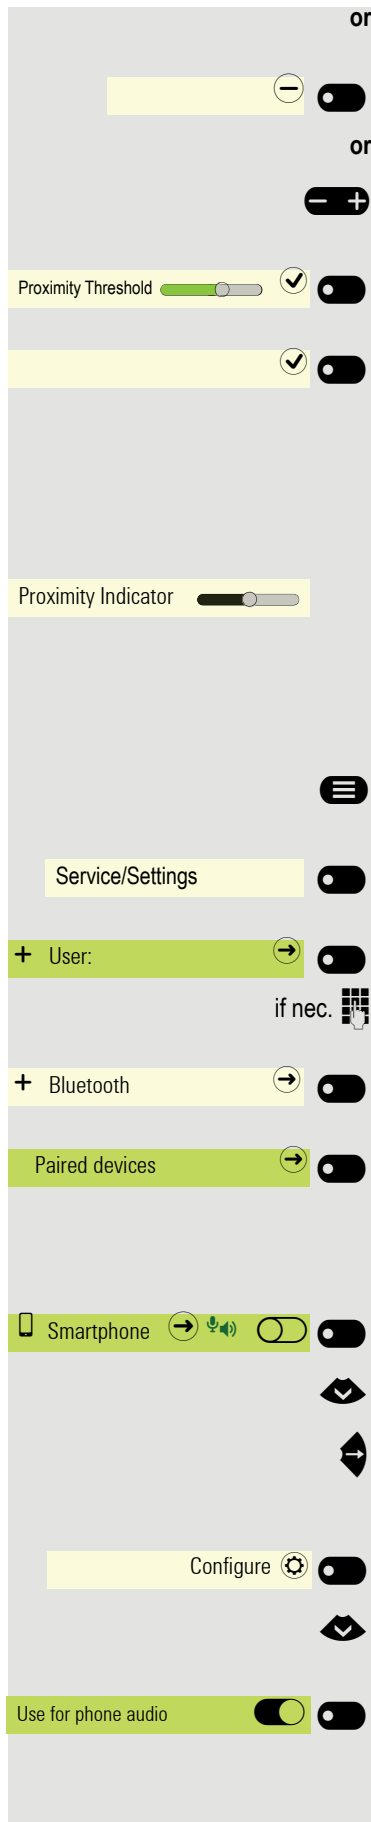 or
or
Proximity Threshold
Proximity Indicator
Service/Settings
+ User:
if nec.
+ Bluetooth
Paired devices
Smartphone
Configure
Use for phone audio